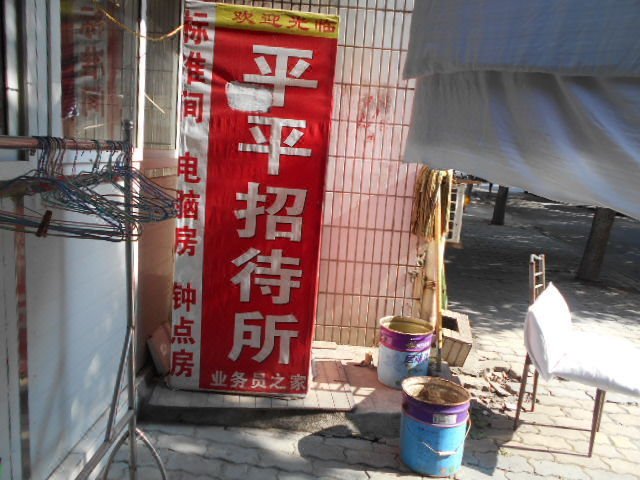 欢迎光临
标准间 电脑房 钟点房
平平招待所
业务员之家